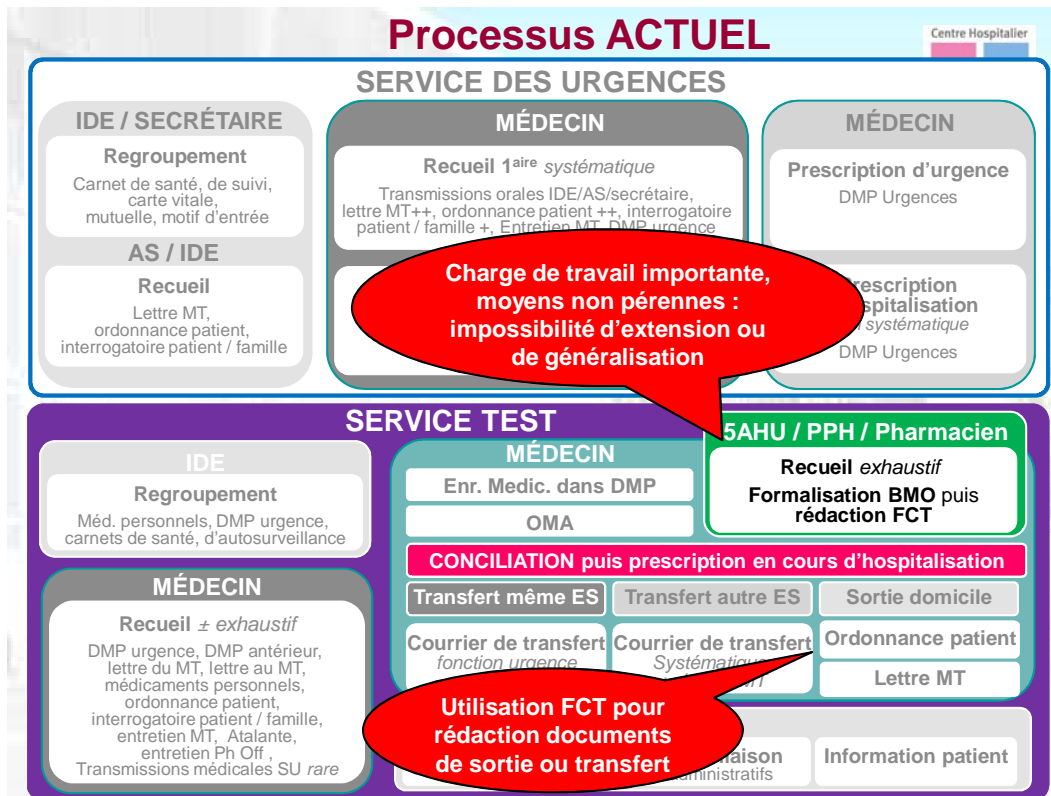 Processus ACTUEL
Centre Hospitalier
SERVICE DES URGENCES
IDE / SECRÉTAIRE
Regroupement
Carnet de santé, de suivi,
carte vitale,
mutuelle, motif d'entrée
AS / IDE
Recueil
Lettre MT,
ordonnance patient,
interrogatoire patient / famille
MÉDECIN
Recueil 1aire systématique
Transmissions orales IDE/AS/secrétaire,
lettre MT++, ordonnance patient ++, interrogatoire
patient / famille +, Entretien MT, DMP urgence
MÉDECIN
Prescription d'urgence
DMP Urgences
systématique
DMP Urgences
Charge de travail importante,
moyens non pérennes :
impossibilité d'extension ou
de généralisation
SERVICE TEST
IDE
Regroupement
Méd. personnels, DMP urgence,
carnets de santé, d'autosurveillance
MÉDECIN
Recueil ± exhaustif
DMP urgence, DMP antérieur,
lettre du MT, lettre au MT,
médicaments personnels,
ordonnance patient,
interrogatoire patient / famille,
entretien MT, Atalante,
entretien Ph Off ,
Transmissions médicales SU rare
MÉDECIN
Enr. Medic. dans DMP
OMA
5AHU / PPH / Pharmacien
Recueil exhaustif
Formalisation BMO puis
rédaction FCT
CONCILIATION puis prescription en cours d'hospitalisation
Transfert même ES
Transfert autre ES
Sortie domicile
Courrier de transfert
fonction urgence
Courrier de transfert
Systématique
Ordonnance patient
Lettre MT
Utilisation FCT pour
rédaction documents
de sortie ou transfert
Information patient